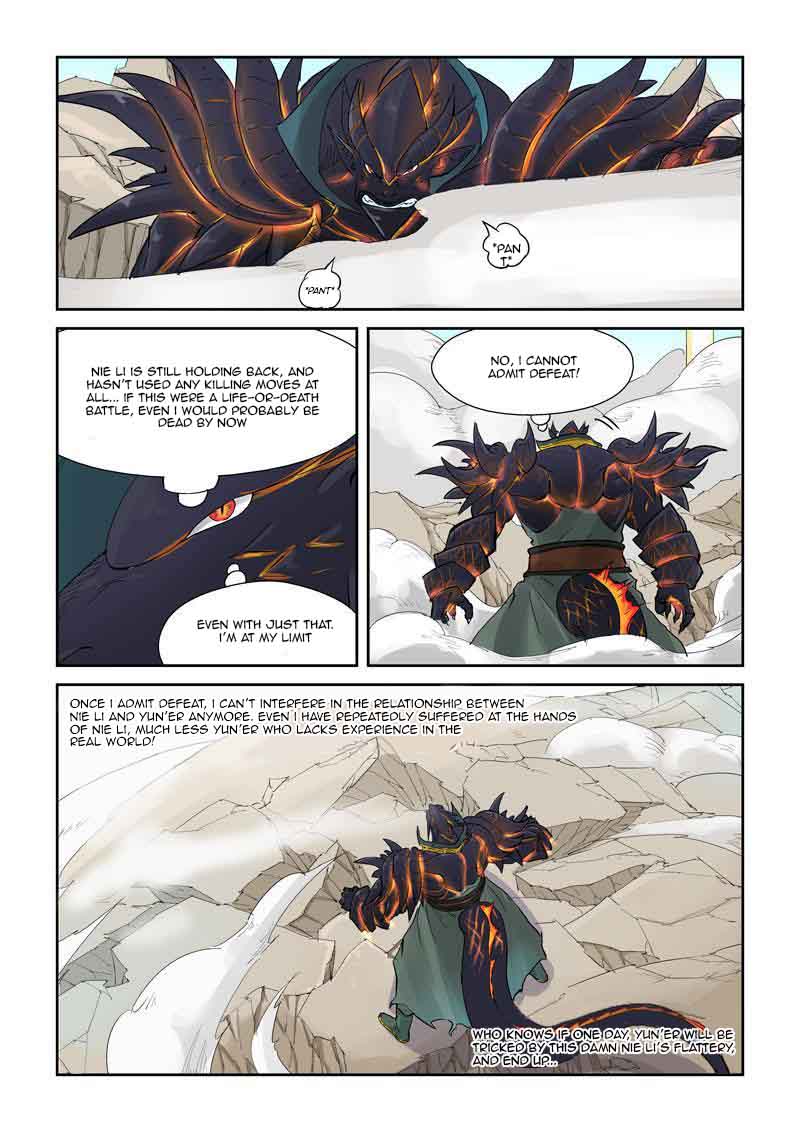 *PAN
T*
*PANT*
NIE LI IS STILL HOLDING BACK, AND
HASN'T USED ANY KILLING MOVES AT
ALL... IF THIS WERE A LIFE-OR-DEATH
BATTLE, EVEN I WOULD PROBABLY BE
DEAD BY NOW
EVEN WITH JUST THAT.
I'M AT MY LIMIT
NO, I CANNOT
ADMIT DEFEAT!
ONCE I ADMIT DEFEAT, I CAN'T INTERFERE IN THE RELATIONSHIP BETWEEN
NIE LI AND YUN'ER ANYMORE. EVEN I HAVE REPEATEDLY SUFFERED AT THE HANDS
OF NIE LI, MUCH LESS YUN'ER WHO LACKS EXPERIENCE IN THE
REAL WORLD!
WHO KNOWS IF ONE DAY, YUN'ER WILL BE
TRICKED BY THIS DAMN NIE LI'S FLATTERY,
AND END UP...